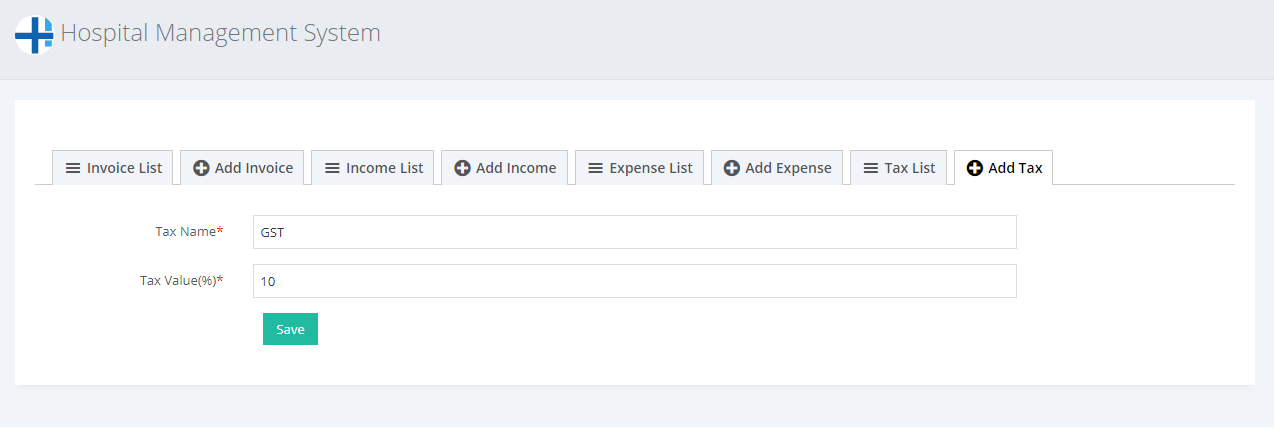 Hospital Management System
Invoice List Add Invoice Income List Add Income Expense List Add Expense Tax List Add Tax
Tax Name* GST
Tax Value(%)* 10
Save